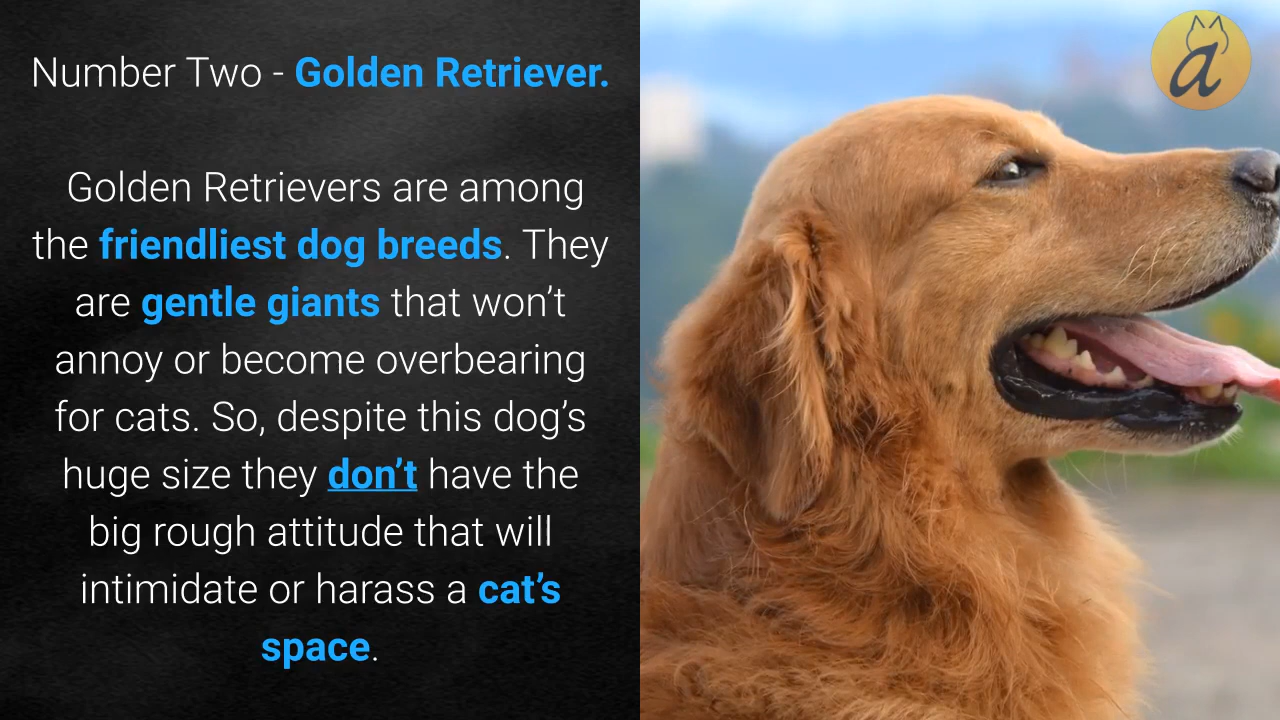 Number Two - Golden Retriever.
Golden Retrievers are among
the friendliest dog breeds. They
are gentle giants that won’t
annoy or become overbearing
for cats. So, despite this dog’s
huge size they don’t have the
big rough attitude that will
intimidate or harass a cat’s
space.
a